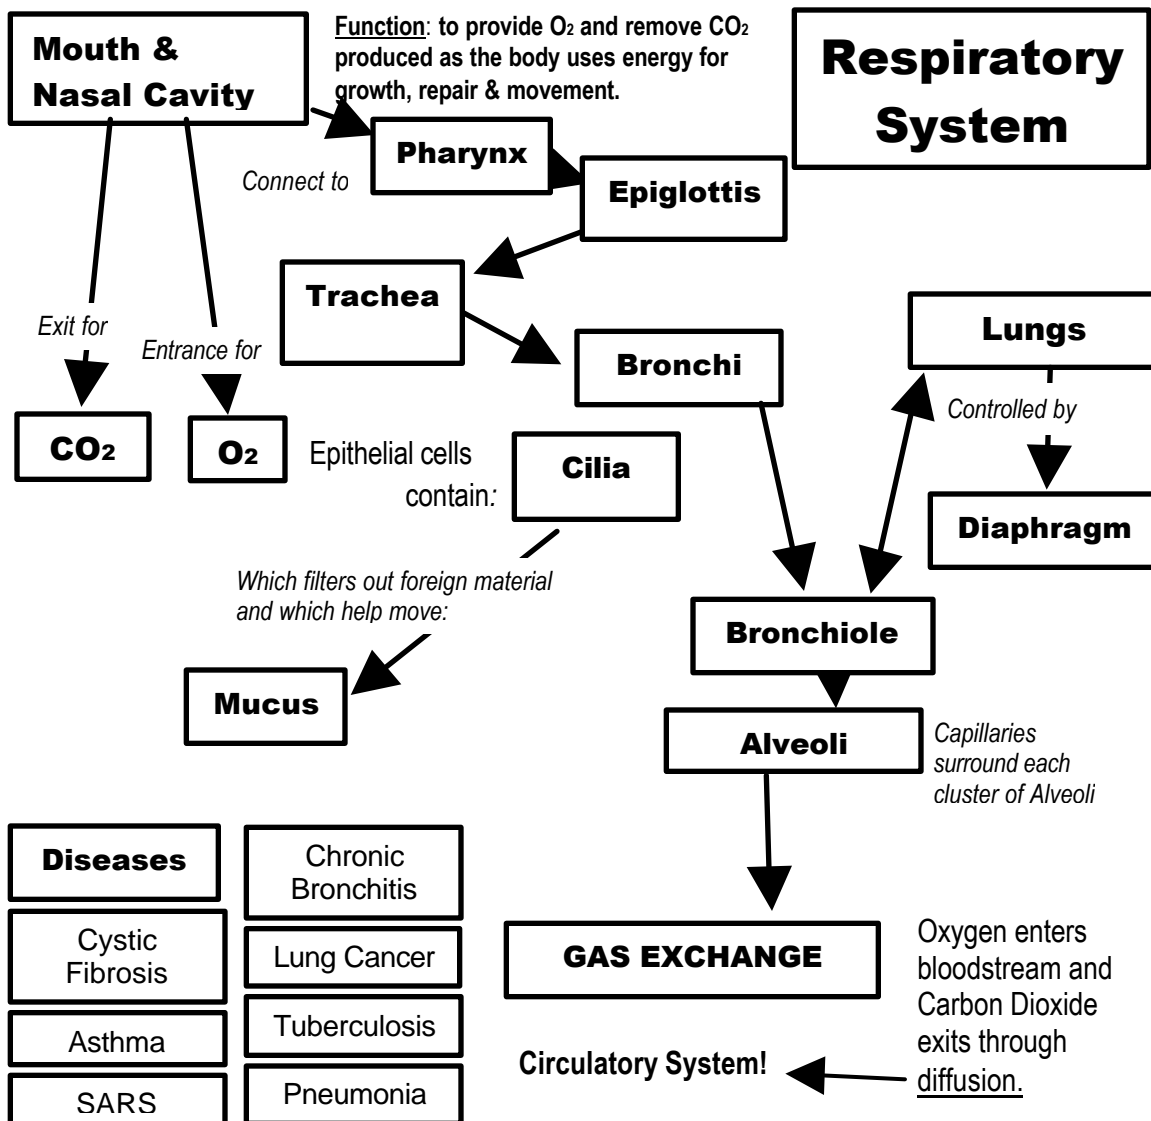 Mouth &
Nasal Cavity
Function: to provide O₂ and remove CO₂
produced as the body uses energy for
growth, repair & movement.
Respiratory
System
Pharynx
Connect to
Epiglottis
Trachea
Bronchi
Lungs
Exit for
Entrance for
Controlled by
CO₂
O₂
Epithelial cells
contain:
Cilia
Diaphragm
Which filters out foreign material
and which help move:
Bronchiole
Mucus
Alveoli
Capillaries
surround each
cluster of Alveoli
Diseases
Chronic
Bronchitis
Cystic
Fibrosis
Lung Cancer
Asthma
Tuberculosis
SARS
Pneumonia
GAS EXCHANGE
Oxygen enters
bloodstream and
Carbon Dioxide
exits through
diffusion.
Circulatory System!